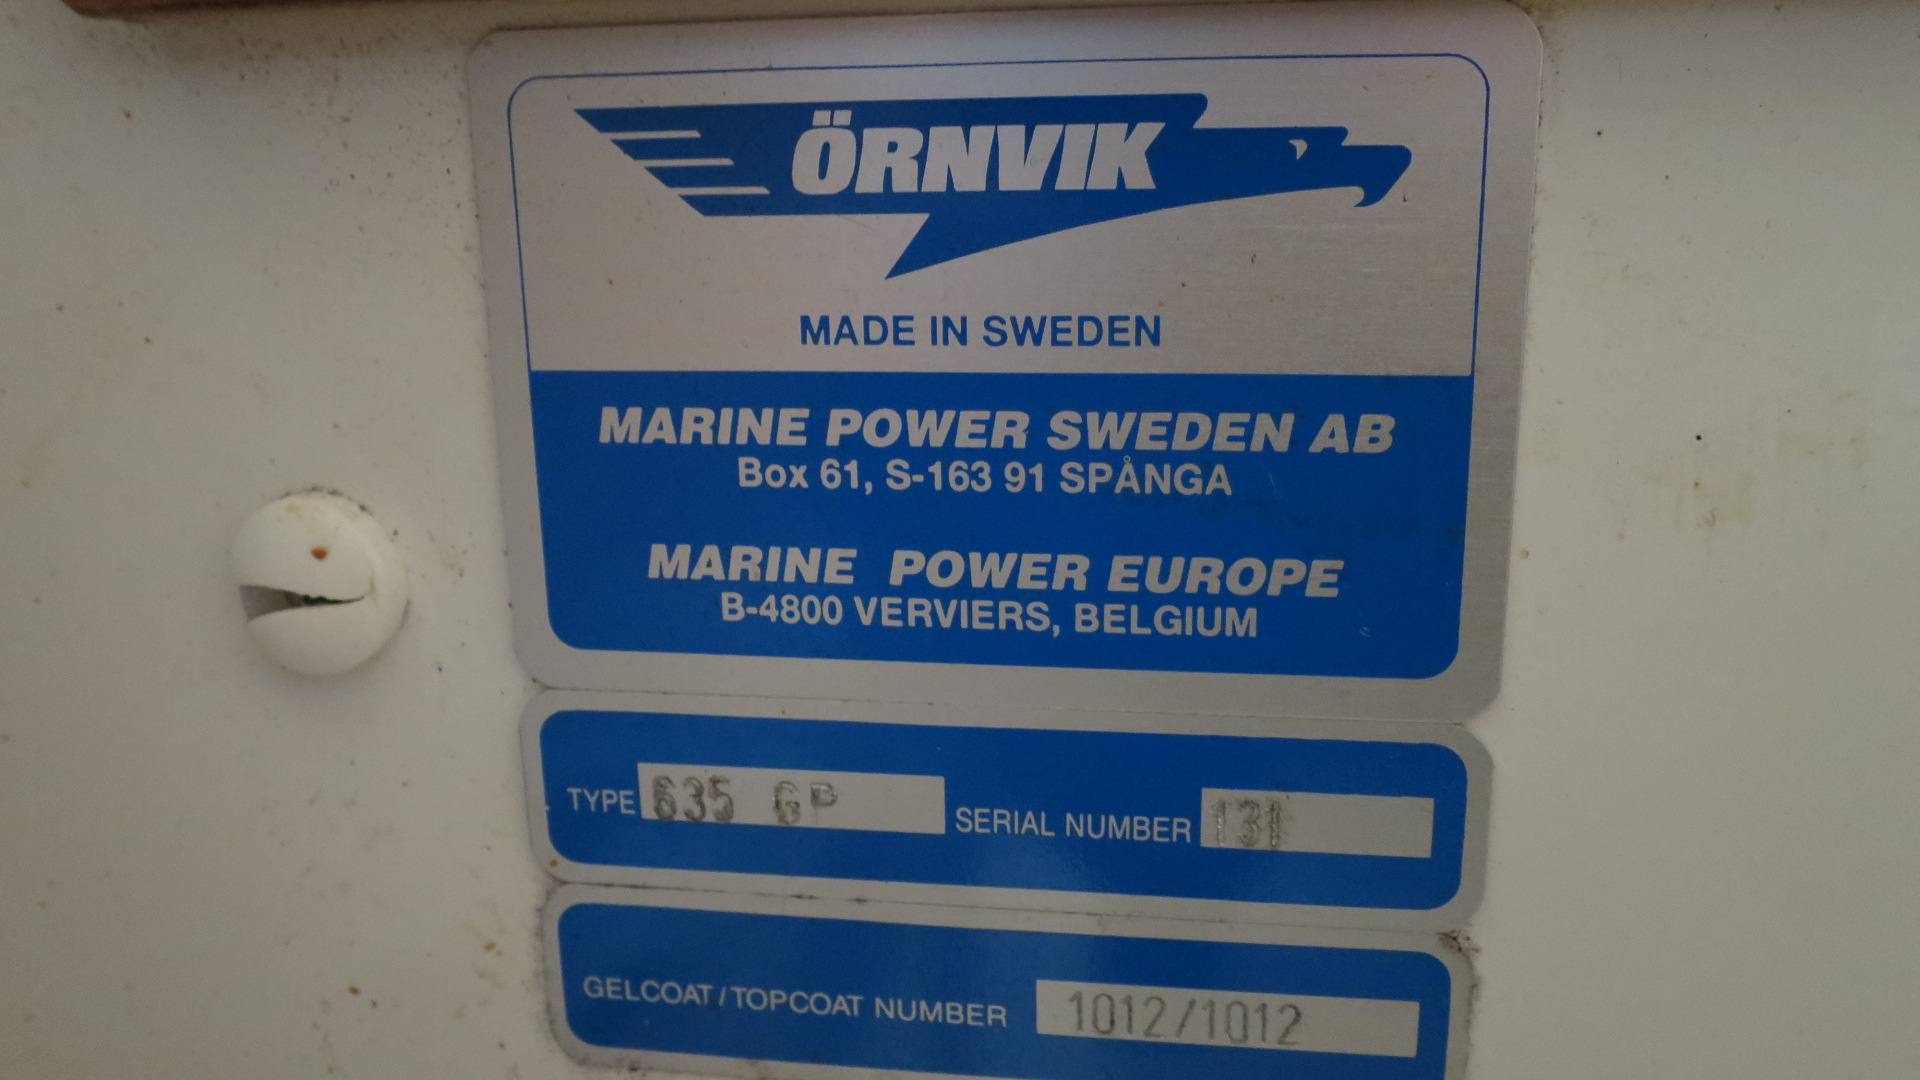 ÖRNVIK
MADE IN SWEDEN
MARINE POWER SWEDEN AB
Box 61, S-163 91 SPÅNGA
MARINE POWER EUROPE
B-4800 VERVIERS, BELGIUM
TYPE 635 GP SERIAL NUMBER 131
GELCOAT/TOPCOAT NUMBER 1012/1012